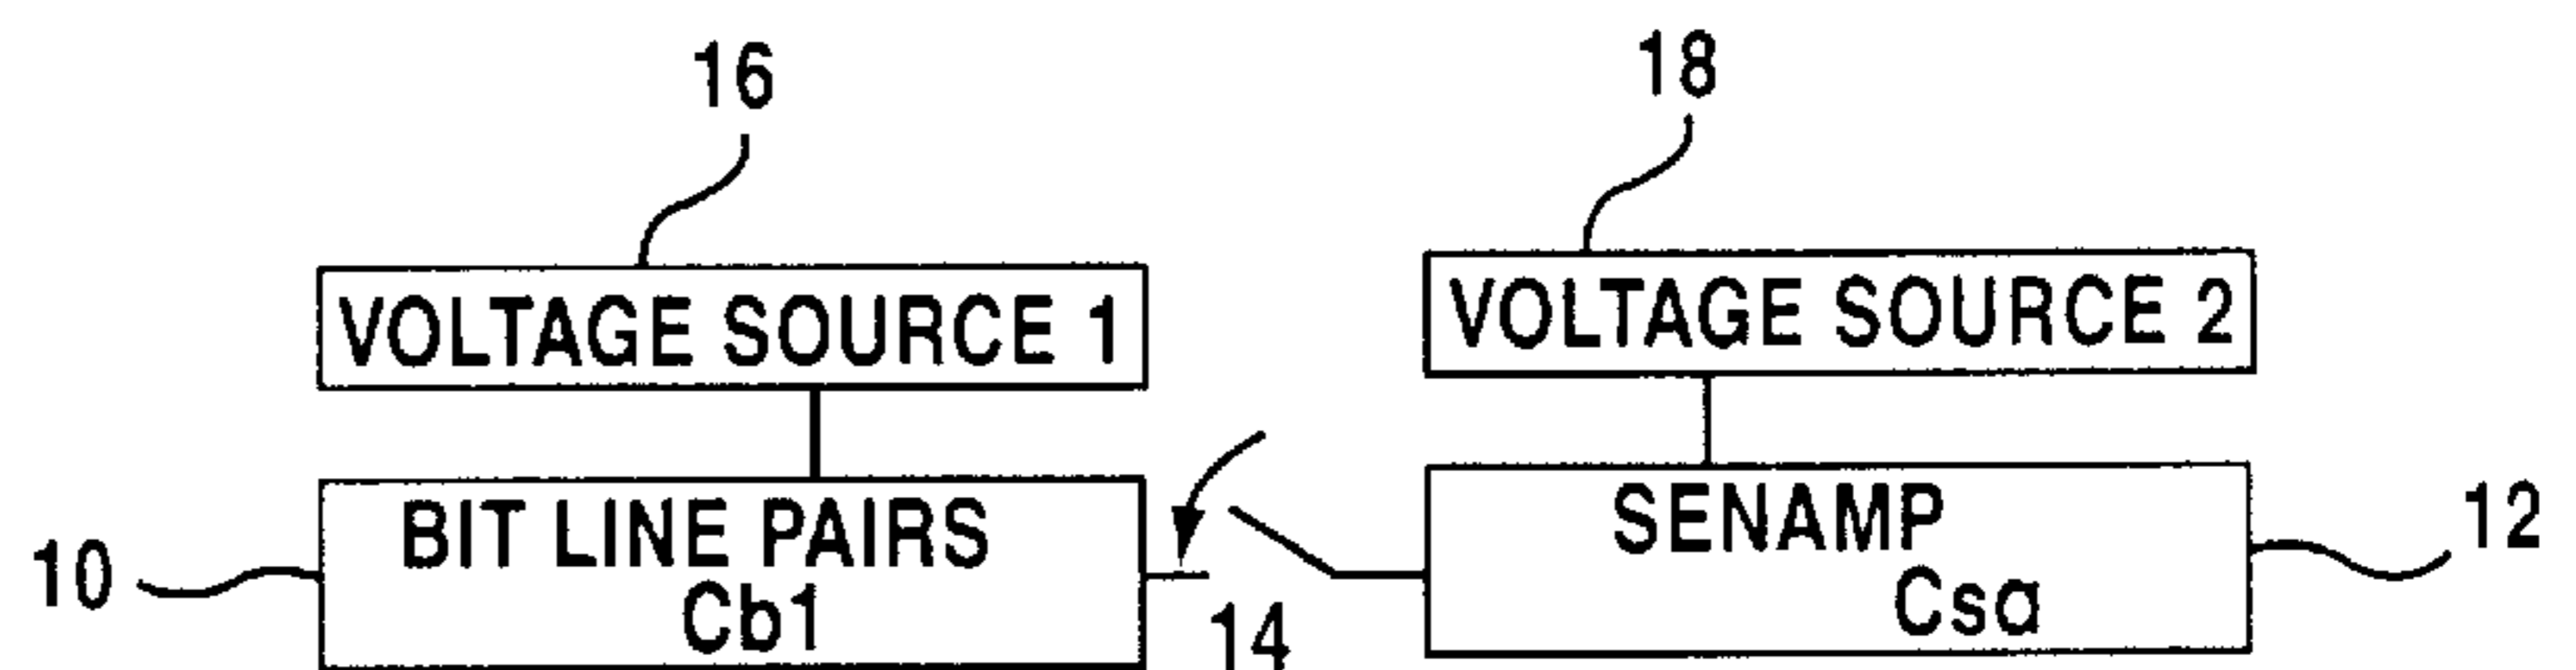 16
18
VOLTAGE SOURCE 1
VOLTAGE SOURCE 2
10
BIT LINE PAIRS
Cb1
14
SENAMP
Csa
12